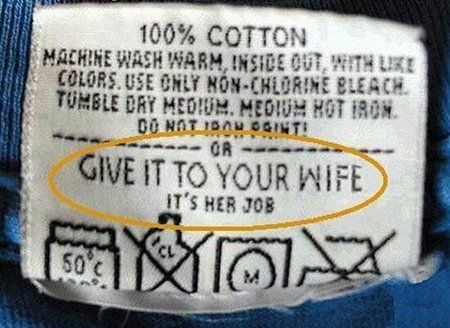 100% COTTON
MACHINE WASH WARM, INSIDE OUT, WITH LIKE
COLORS. USE ONLY NON-CHLORINE BLEACH.
TUMBLE DRY MEDIUM. MEDIUM HOT IRON.
DO NOT IRON PRINT!
OR
GIVE IT TO YOUR WIFE
IT'S HER JOB
60°C
CL
M